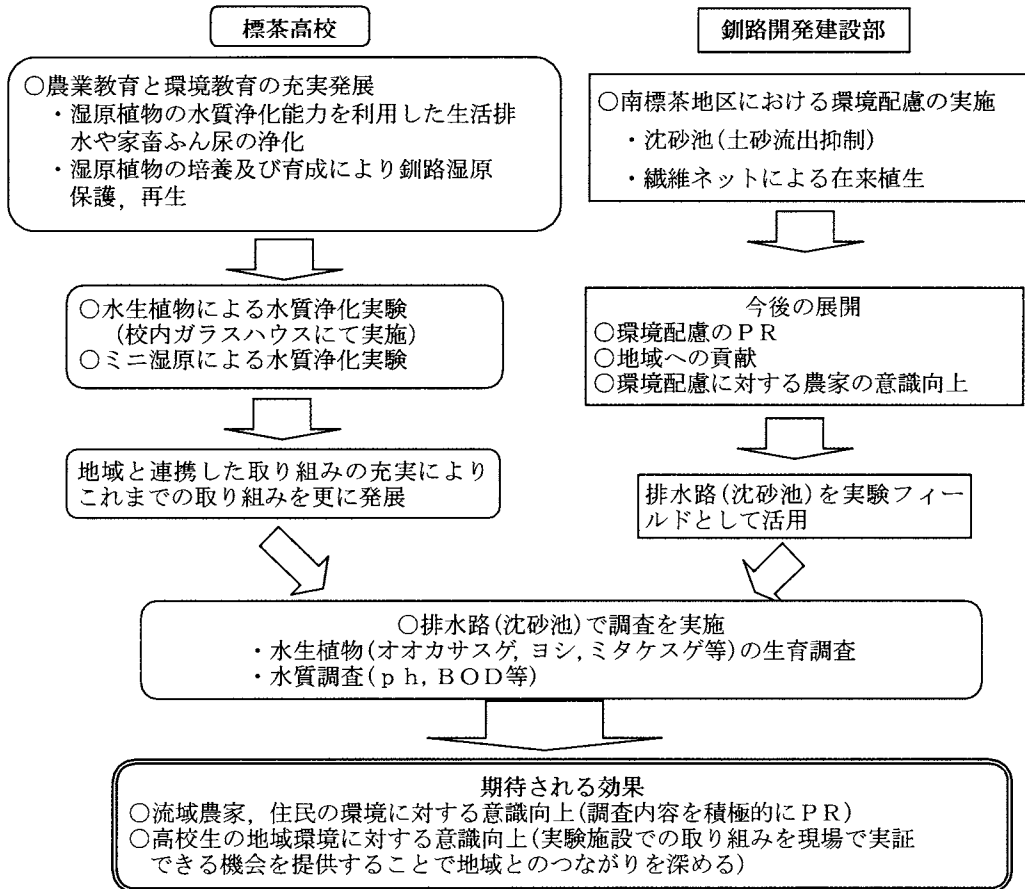 標茶高校
○農業教育と環境教育の充実発展
・湿原植物の水質浄化能力を利用した生活排
水や家畜ふん尿の浄化
・湿原植物の培養及び育成により釧路湿原
保護，再生
○水生植物による水質浄化実験
(校内ガラスハウスにて実施)
○ミニ湿原による水質浄化実験
地域と連携した取り組みの充実により
これまでの取り組みを更に発展
釧路開発建設部
○南標茶地区における環境配慮の実施
・沈砂池(土砂流出抑制)
・繊維ネットによる在来植生
今後の展開
○環境配慮のＰＲ
○地域への貢献
○環境配慮に対する農家の意識向上
排水路(沈砂池)を実験フィー
ルドとして活用
○排水路(沈砂池)で調査を実施
・水生植物(オオカサスゲ，ヨシ，ミタケスゲ等)の生育調査
・水質調査(ｐｈ，ＢＯＤ等)
期待される効果
○流域農家，住民の環境に対する意識向上(調査内容を積極的にＰＲ)
○高校生の地域環境に対する意識向上(実験施設での取り組みを現場で実証
できる機会を提供することで地域とのつながりを深める)